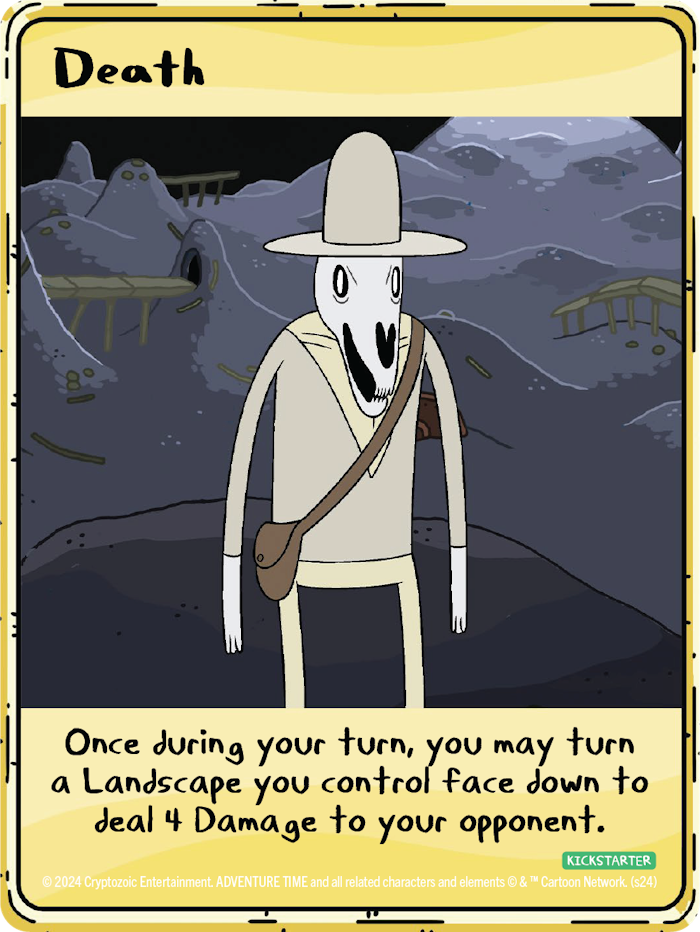 Death
Once during your turn, you may turn
a Landscape you control face down to
deal 4 Damage to your opponent.
KICKSTARTER
© 2024 Cryptozoic Entertainment. ADVENTURE TIME and all related characters and elements © & ™ Cartoon Network. (s24)